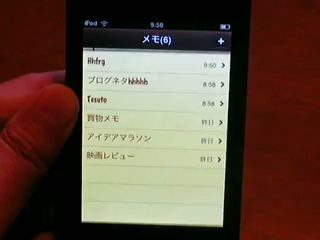 iPod 9:50
メモ(6) +
Hhfrg 9:50
ブログネタhhhhh 8:58
Tesuto 8:58
買物メモ 昨日
アイデアマラソン 昨日
映画レビュー 昨日